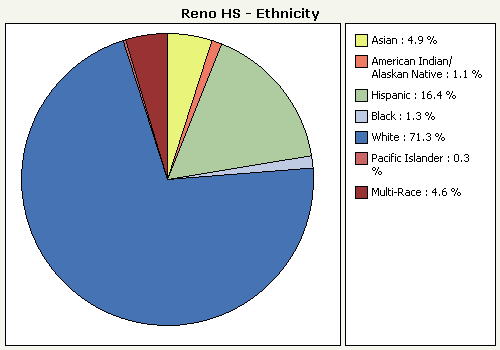 Reno HS - Ethnicity
Asian : 4.9 %
American Indian/
Alaskan Native : 1.1 %
Hispanic : 16.4 %
Black : 1.3 %
White : 71.3 %
Pacific Islander : 0.3
%
Multi-Race : 4.6 %